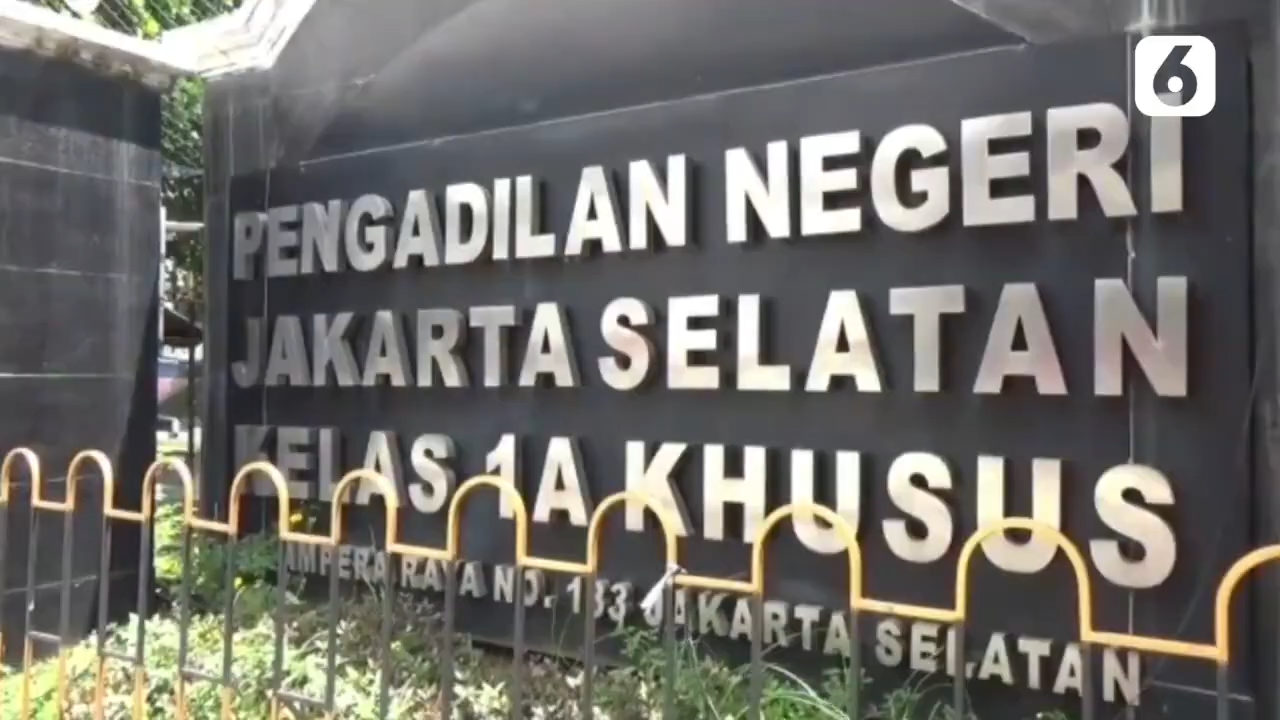 6
PENGADILAN NEGERI
JAKARTA SELATAN
KELAS 1A KHUSUS
AMPERA RAYA NO. 133 JAKARTA SELATAN